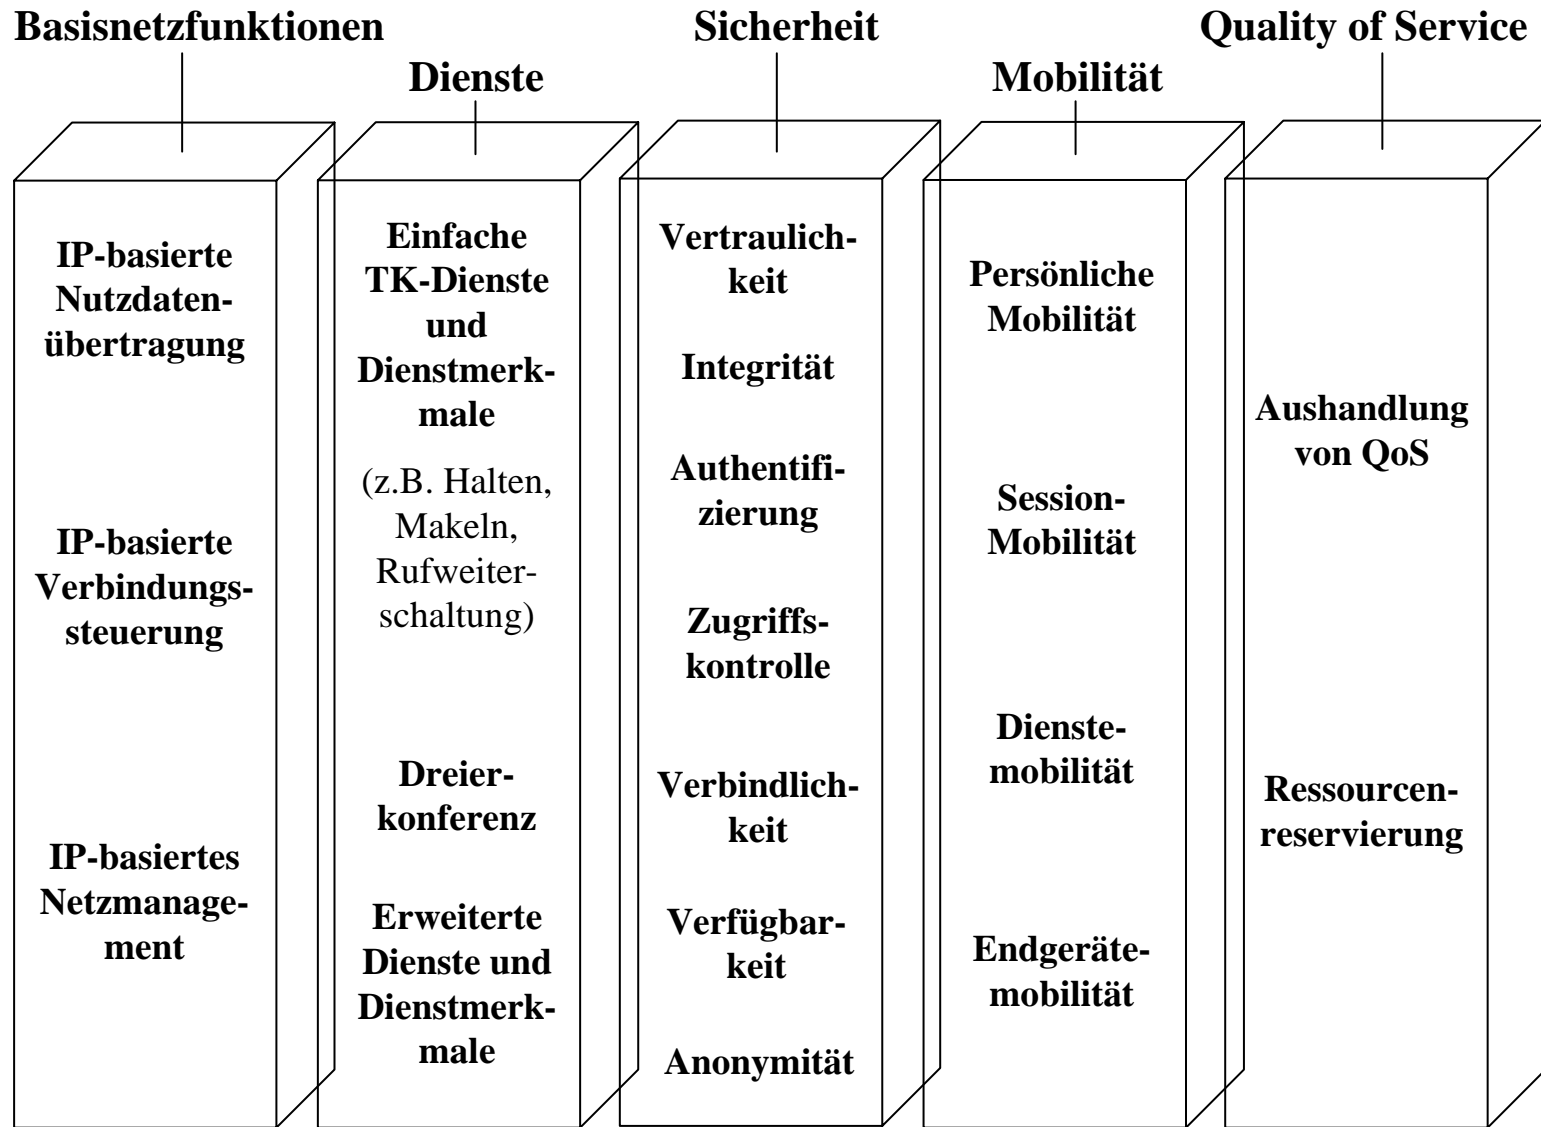 Basisnetzfunktionen
IP-basierte
Nutzdaten-
übertragung
IP-basierte
Verbindungs-
steuerung
IP-basiertes
Netzmanage-
ment
Dienste
Einfache
TK-Dienste
und
Dienstmerk-
male
(z.B. Halten,
Makeln,
Rufweiter-
schaltung)
Dreier-
konferenz
Erweiterte
Dienste und
Dienstmerk-
male
Sicherheit
Vertraulich-
keit
Integrität
Authentifi-
zierung
Zugriffs-
kontrolle
Verbindlich-
keit
Verfügbar-
keit
Anonymität
Mobilität
Persönliche
Mobilität
Session-
Mobilität
Dienste-
mobilität
Endgeräte-
mobilität
Quality of Service
Aushandlung
von QoS
Ressourcen-
reservierung